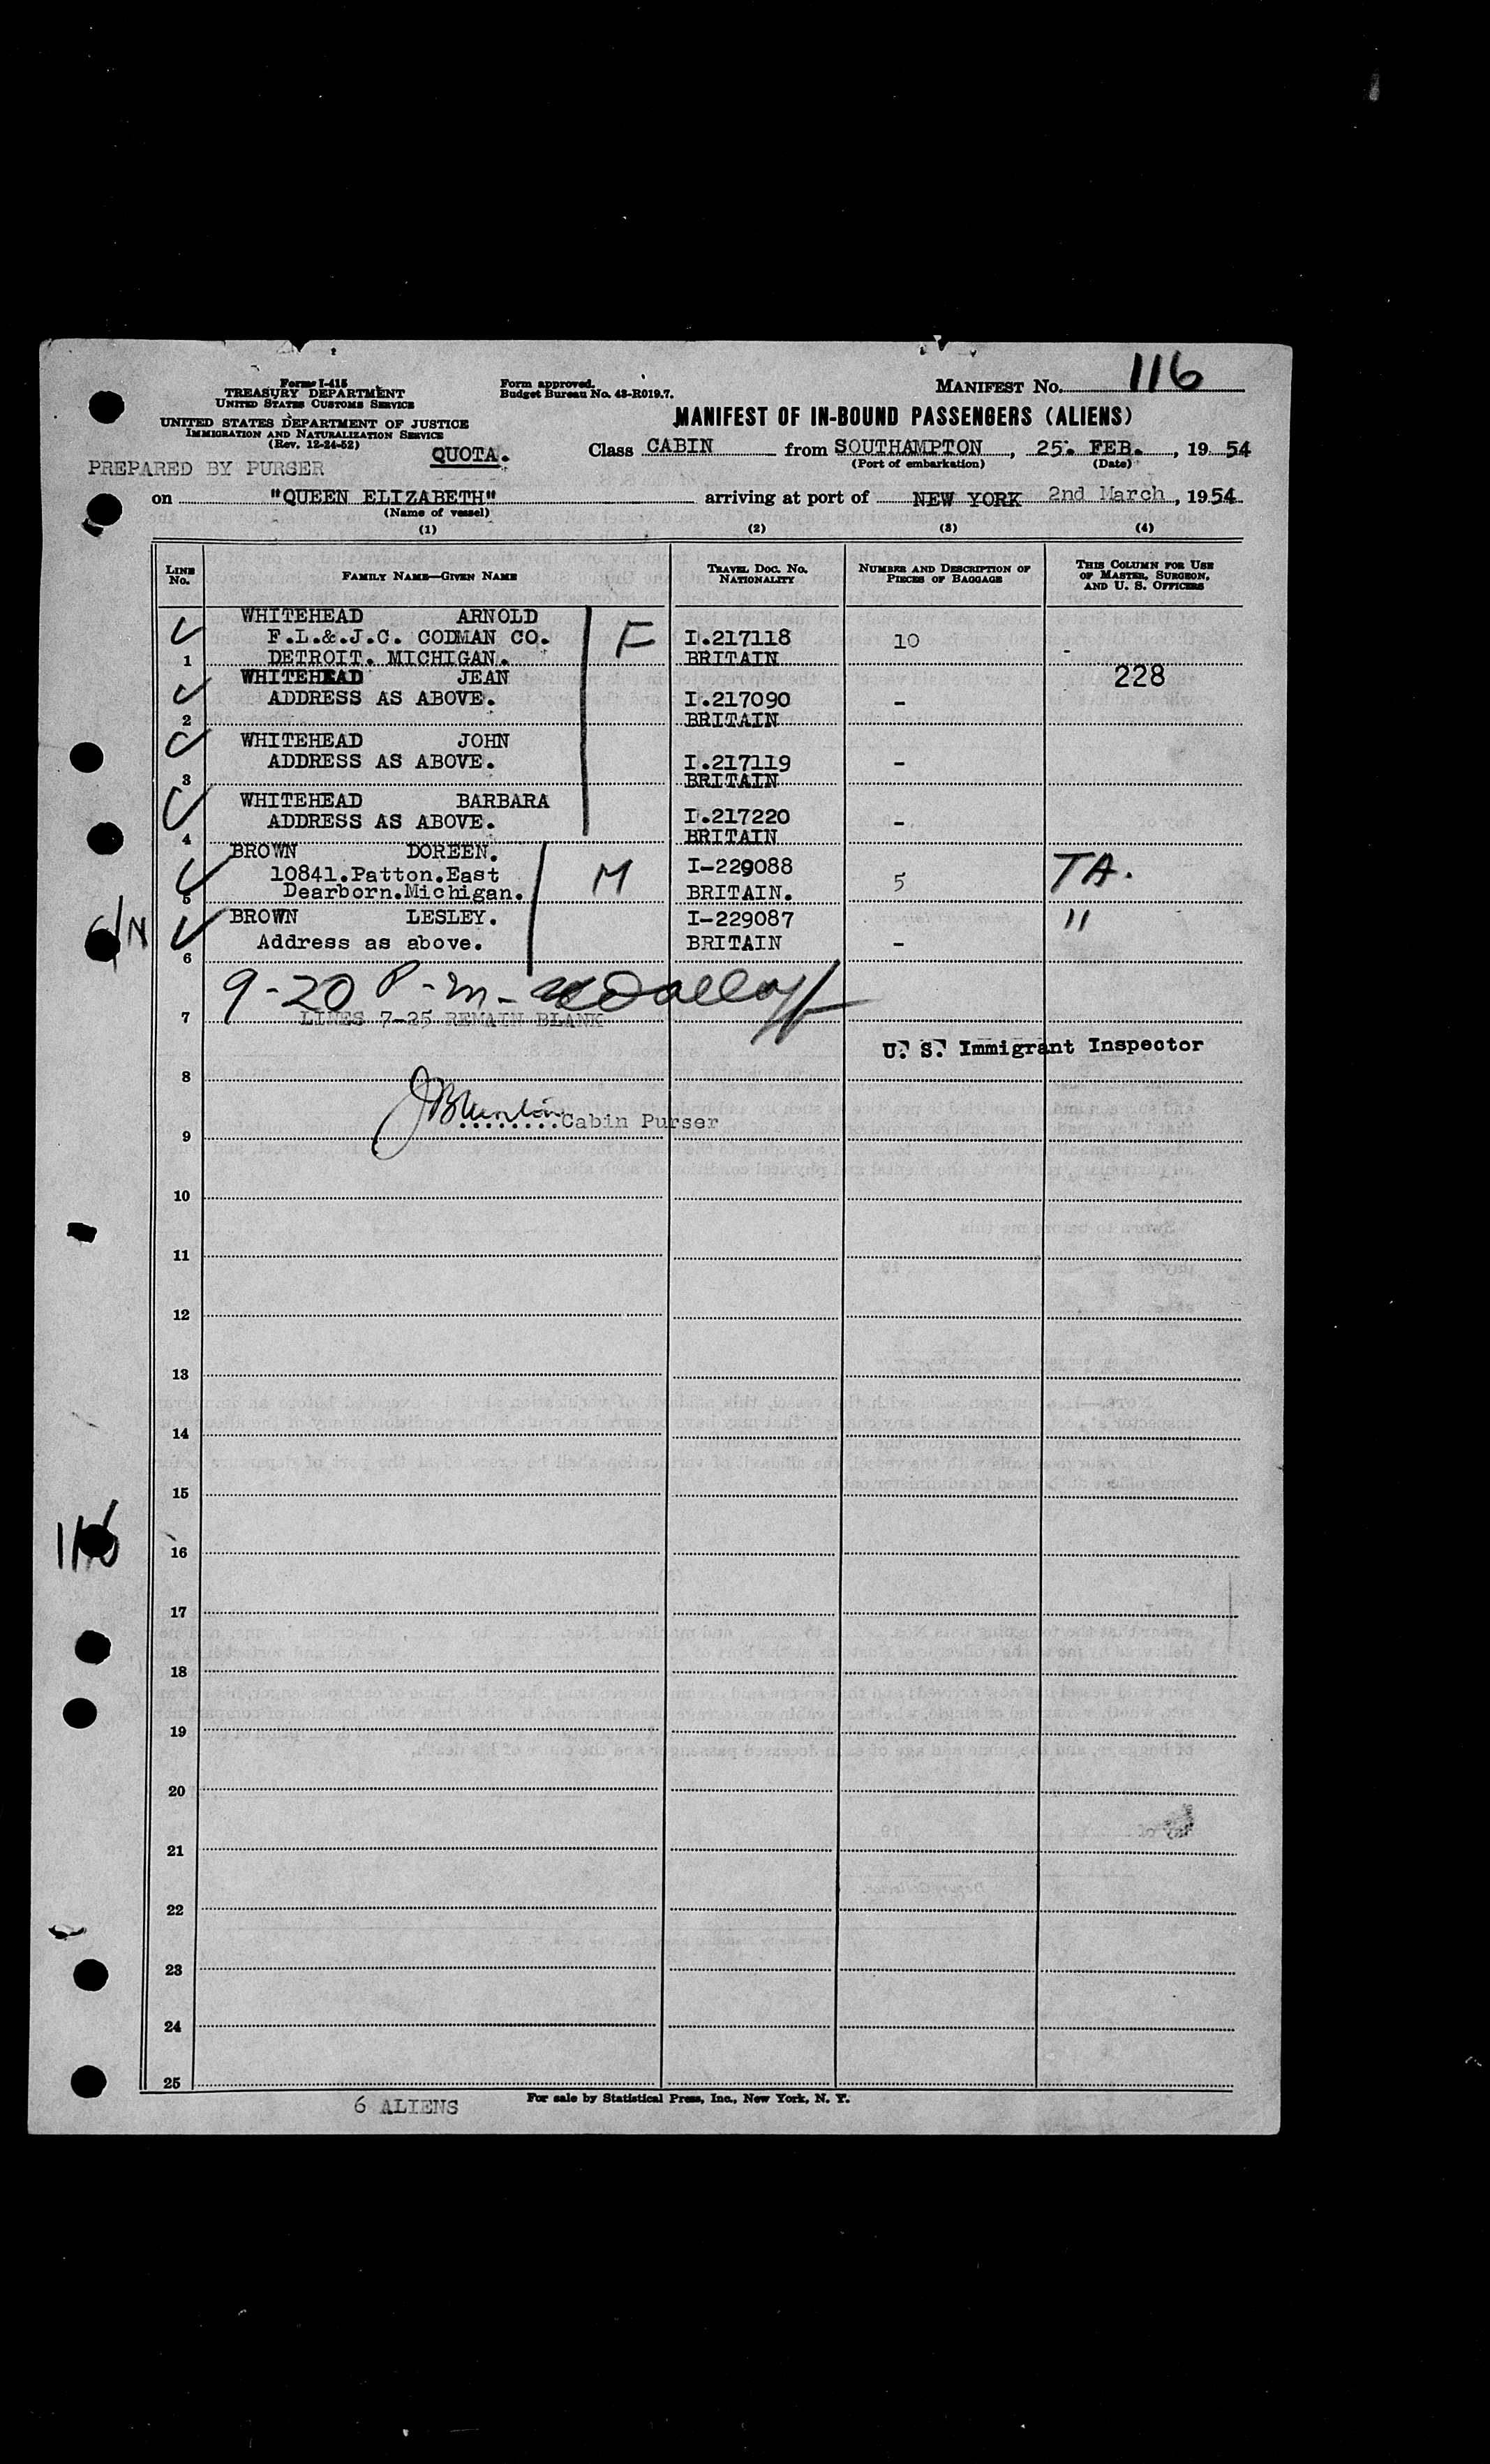 Form I-415
TREASURY DEPARTMENT
UNITED STATES CUSTOMS SERVICE
UNITED STATES DEPARTMENT OF JUSTICE
IMMIGRATION AND NATURALIZATION SERVICE
(Rev. 12-24-52)
Form approved.
Budget Bureau No. 43-R019.7.
MANIFEST No. 116
MANIFEST OF IN-BOUND PASSENGERS (ALIENS)
PREPARED BY PURSER
QUOTA.
Class CABIN from SOUTHAMPTON, 25. FEB., 1954
(Port of embarkation) (Date)
on "QUEEN ELIZABETH" arriving at port of NEW YORK 2nd March, 1954
(Name of vessel)
(1) (2) (3) (4)
LINE No. FAMILY NAME—GIVEN NAME TRAVEL DOC. No. NATIONALITY NUMBER AND DESCRIPTION OF PIECES OF BAGGAGE THIS COLUMN FOR USE OF MASTER, SURGEON, AND U. S. OFFICERS
WHITEHEAD ARNOLD
F.L.&.J.C. CODMAN CO. F I.217118 10 -
1 DETROIT. MICHIGAN. BRITAIN
WHITEHEAD JEAN 228
ADDRESS AS ABOVE. I.217090 -
2 BRITAIN
WHITEHEAD JOHN
ADDRESS AS ABOVE. I.217119 -
3 BRITAIN
WHITEHEAD BARBARA
ADDRESS AS ABOVE. I.217220 -
4 BRITAIN
BROWN DOREEN.
10841.Patton.East M I-229088 5 TA.
5 Dearborn.Michigan. BRITAIN.
BROWN LESLEY. I-229087 "
Address as above. BRITAIN -
6
9-20 P-m-
7 LINES 7-25 REMAIN BLANK
U. S. Immigrant Inspector
8
Cabin Purser
9
10
11
12
13
14
15
116
16
17
18
19
20
21
22
23
24
25
6 ALIENS
For sale by Statistical Press, Inc., New York, N. Y.